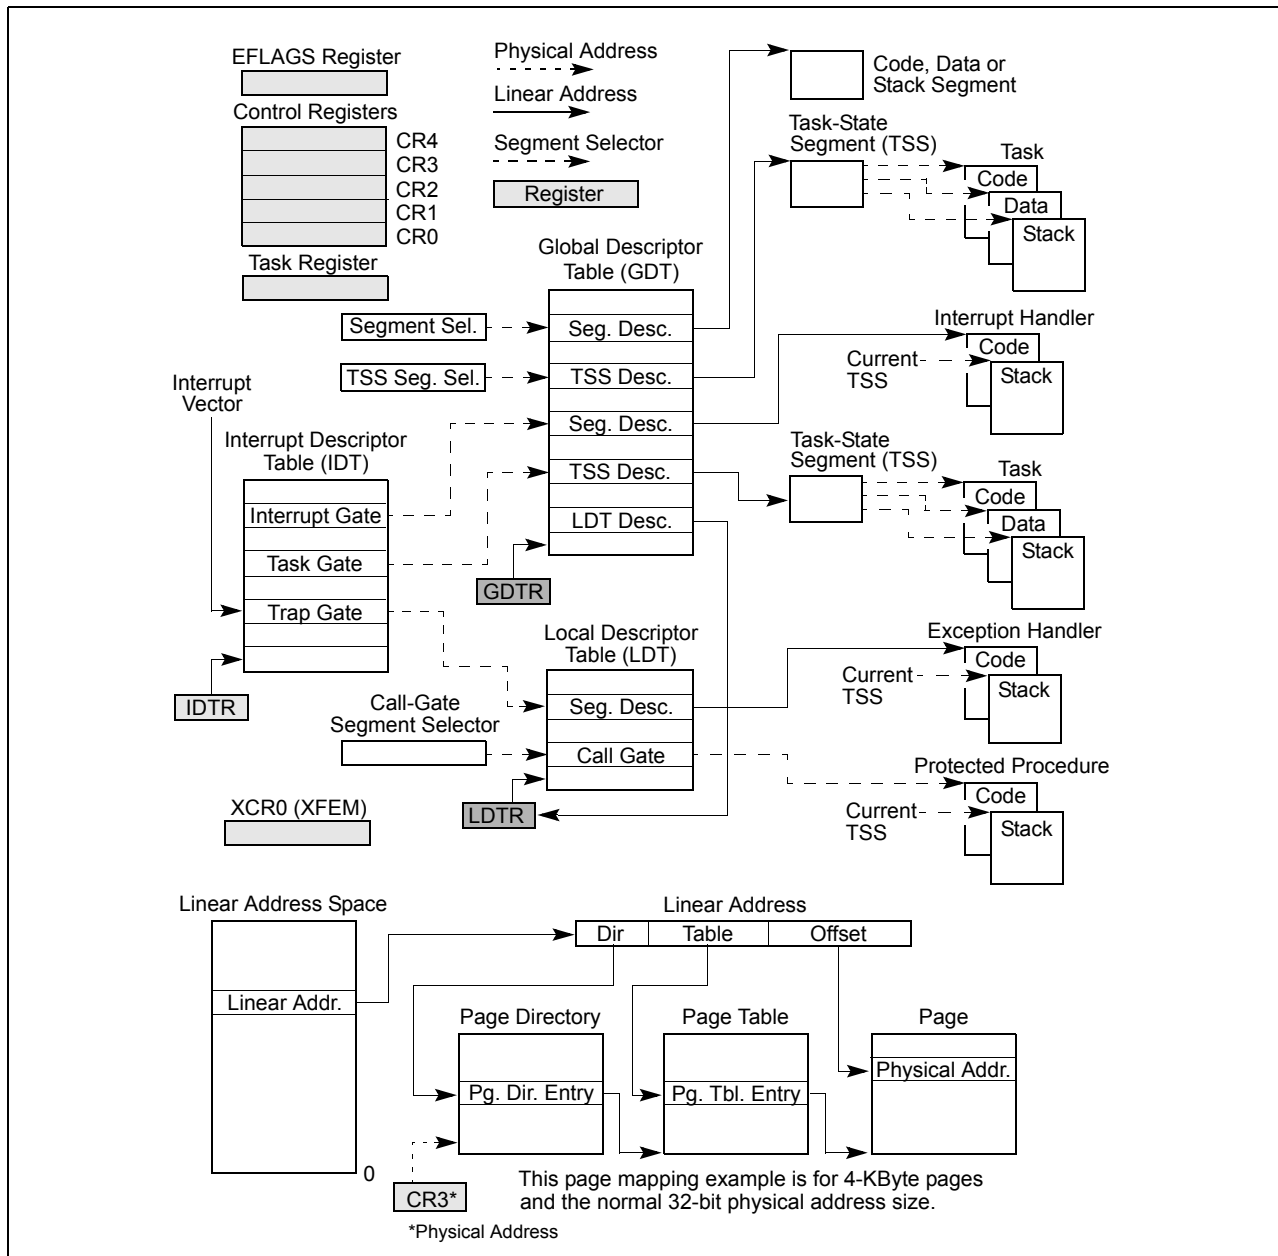 EFLAGS Register
Control Registers
CR4
CR3
CR2
CR1
CR0
Task Register
Physical Address
Linear Address
Segment Selector
Register
Code, Data or
Stack Segment
Task-State
Segment (TSS)
Task
Code
Data
Stack
Global Descriptor
Table (GDT)
Segment Sel.
Seg. Desc.
TSS Seg. Sel.
TSS Desc.
Seg. Desc.
TSS Desc.
LDT Desc.
GDTR
Interrupt Handler
Code
Current
TSS
Stack
Interrupt
Vector
Interrupt Descriptor
Table (IDT)
Interrupt Gate
Task Gate
Trap Gate
IDTR
Task-State
Segment (TSS)
Task
Code
Data
Stack
Local Descriptor
Table (LDT)
Seg. Desc.
Call Gate
Call-Gate
Segment Selector
LDTR
XCR0 (XFEM)
Exception Handler
Code
Current
TSS
Stack
Protected Procedure
Code
Current
TSS
Stack
Linear Address Space
Linear Addr.
0
Linear Address
Dir
Table
Offset
Page Directory
Pg. Dir. Entry
Page Table
Pg. Tbl. Entry
Page
Physical Addr.
CR3*
*Physical Address
This page mapping example is for 4-KByte pages
and the normal 32-bit physical address size.